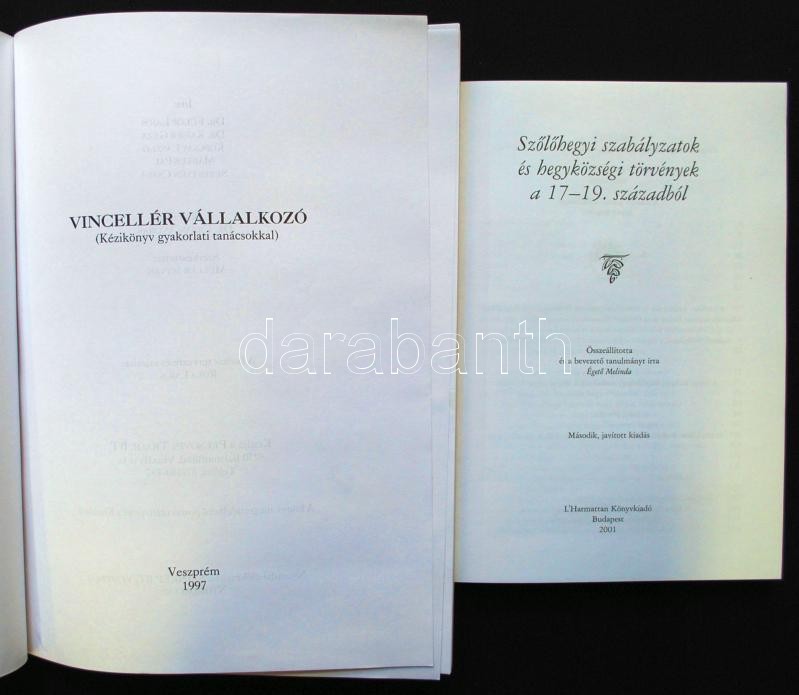 VINCELLÉR VÁLLALKOZÓ
(Kézikönyv gyakorlati tanácsokkal)
Veszprém
1997
Szőlőhegyi szabályzatok
és hegyközségi törvények
a 17–19. századból
Összeállította
és a bevezető tanulmányt írta
Égető Melinda
Második, javított kiadás
L'Harmattan Könyvkiadó
Budapest
2001
darabanth